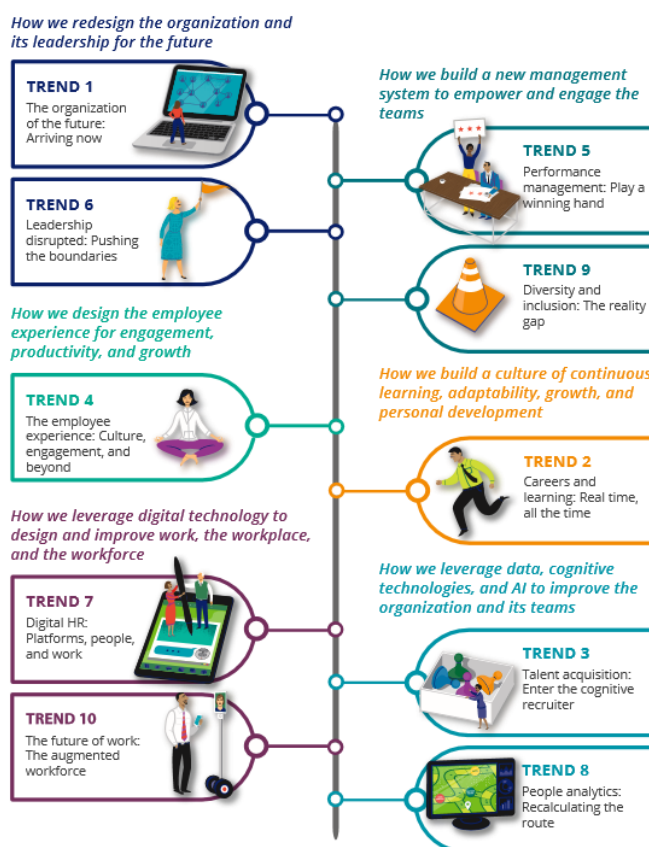 How we redesign the organization and
its leadership for the future
TREND 1
The organization
of the future:
Arriving now
TREND 6
Leadership
disrupted: Pushing
the boundaries
How we design the employee
experience for engagement,
productivity, and growth
TREND 4
The employee
experience: Culture,
engagement, and
beyond
How we leverage digital technology to
design and improve work, the workplace,
and the workforce
TREND 7
Digital HR:
Platforms, people,
and work
TREND 10
The future of work:
The augmented
workforce
How we build a new management
system to empower and engage the
teams
TREND 5
Performance
management: Play a
winning hand
TREND 9
Diversity and
inclusion: The reality
gap
How we build a culture of continuous
learning, adaptability, growth, and
personal development
TREND 2
Careers and
learning: Real time,
all the time
How we leverage data, cognitive
technologies, and AI to improve the
organization and its teams
TREND 3
Talent acquisition:
Enter the cognitive
recruiter
TREND 8
People analytics:
Recalculating the
route